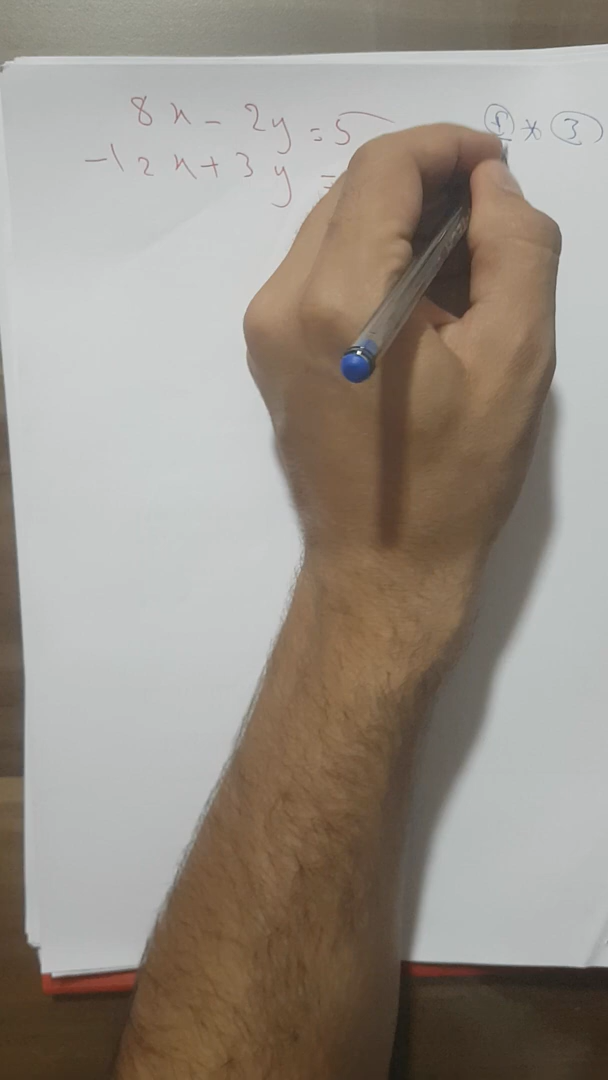 8x - 2y = 5 ① * ③
-12x + 3y =